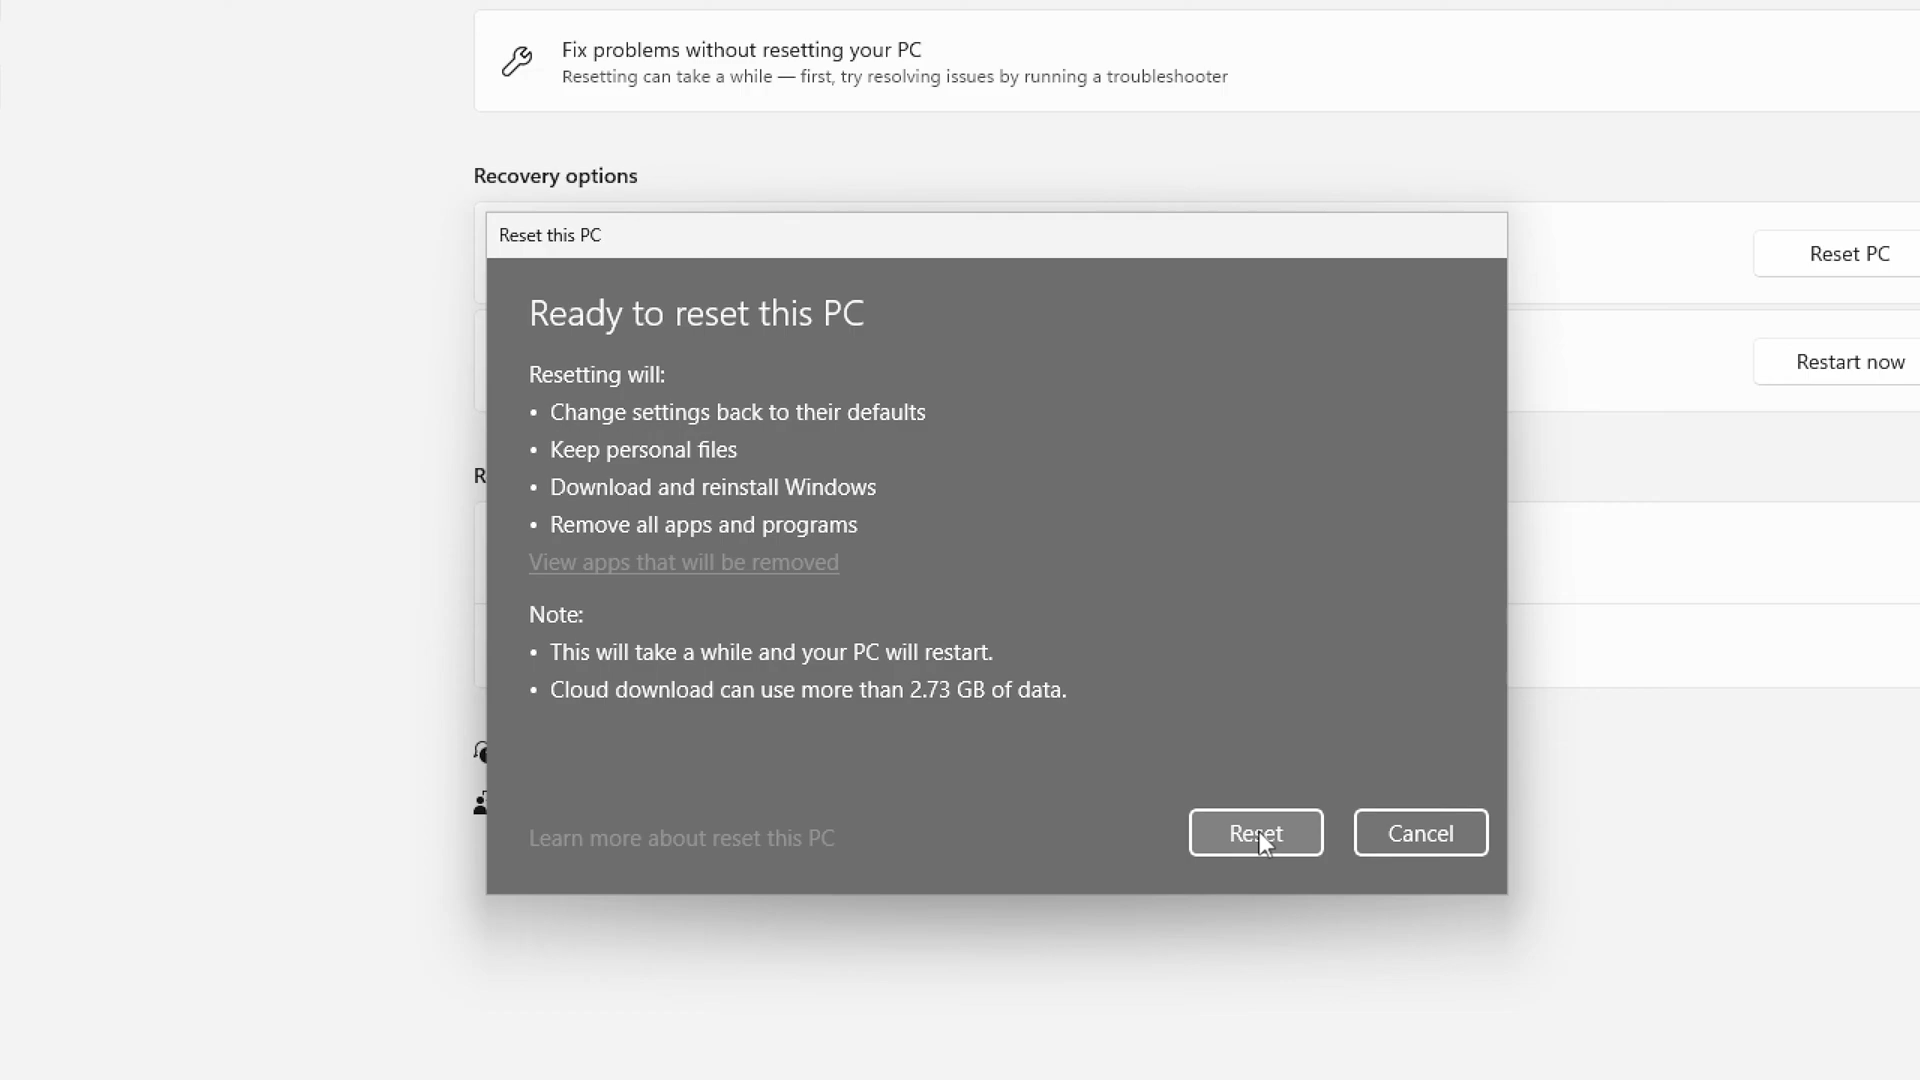 Fix problems without resetting your PC
Resetting can take a while — first, try resolving issues by running a troubleshooter
Recovery options
Reset this PC
Reset PC
Ready to reset this PC
Restart now
Resetting will:
• Change settings back to their defaults
• Keep personal files
R
• Download and reinstall Windows
• Remove all apps and programs
View apps that will be removed
Note:
• This will take a while and your PC will restart.
• Cloud download can use more than 2.73 GB of data.
Learn more about reset this PC
Reset
Cancel